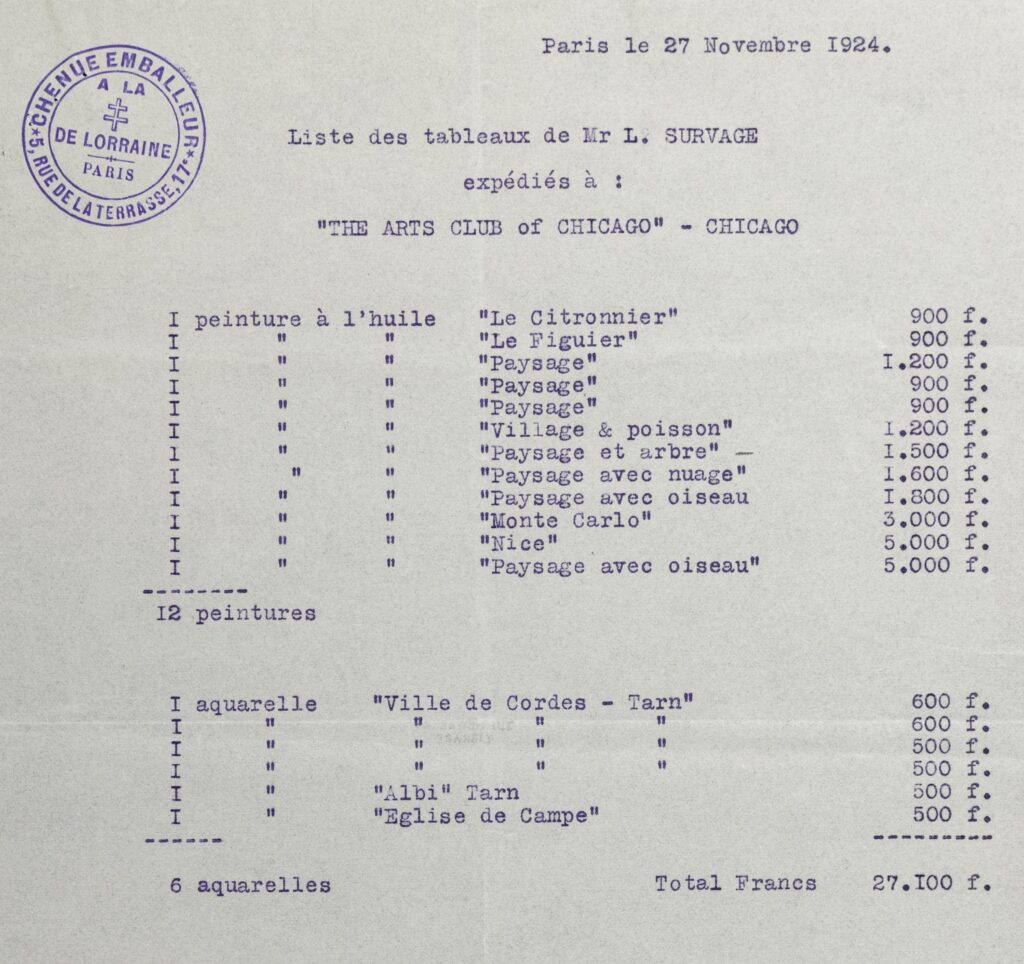 Paris le 27 Novembre I924.
CHENUE EMBALLEUR
A LA
DE LORRAINE
PARIS
*5, RUE DE LA TERRASSE, 17e*
Liste des tableaux de Mr L. SURVAGE
expédiés à :
"THE ARTS CLUB of CHICAGO" - CHICAGO
I peinture à l'huile "Le Citronnier" 900 f.
I " " "Le Figuier" 900 f.
I " " "Paysage" I.200 f.
I " " "Paysage" 900 f.
I " " "Paysage" 900 f.
I " " "Village & poisson" I.200 f.
1 " " "Paysage et arbre" — I.500 f.
I " " "Paysage avec nuage" 1.600 f.
I " " "Paysage avec oiseau I.800 f.
I " " "Monte Carlo" 3.000 f.
I " " "Nice" 5.000 f.
I " " "Paysage avec oiseau" 5.000 f.
--------
I2 peintures
I aquarelle "Ville de Cordes - Tarn" 600 f.
I " " " " 600 f.
I " " " " 500 f.
I " " " " 500 f.
I " "Albi" Tarn 500 f.
I " "Eglise de Campe" 500 f.
------ ---------
6 aquarelles Total Francs 27.I00 f.